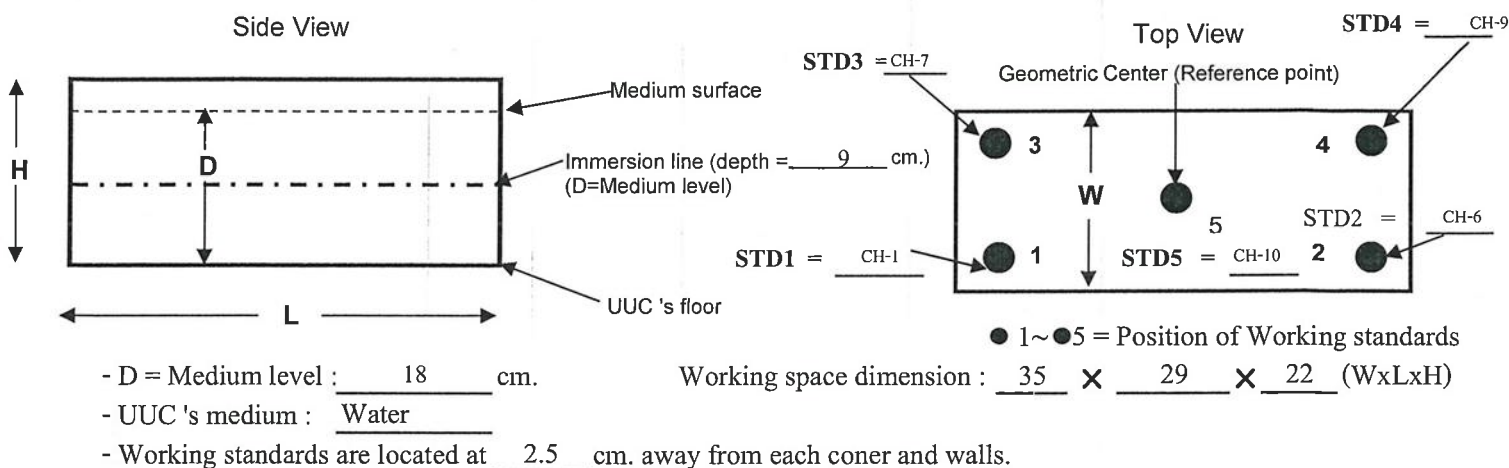 Side View
Top View
STD4 = CH-9
STD3 = CH-7
Geometric Center (Reference point)
Medium surface
H
D
Immersion line (depth = 9 cm.)
(D=Medium level)
3
4
W
5
STD2 = CH-6
STD1 = CH-1
1
STD5 = CH-10
2
UUC 's floor
L
● 1~●5 = Position of Working standards
- D = Medium level : 18 cm.
Working space dimension : 35 × 29 × 22 (WxLxH)
- UUC 's medium : Water
- Working standards are located at 2.5 cm. away from each coner and walls.